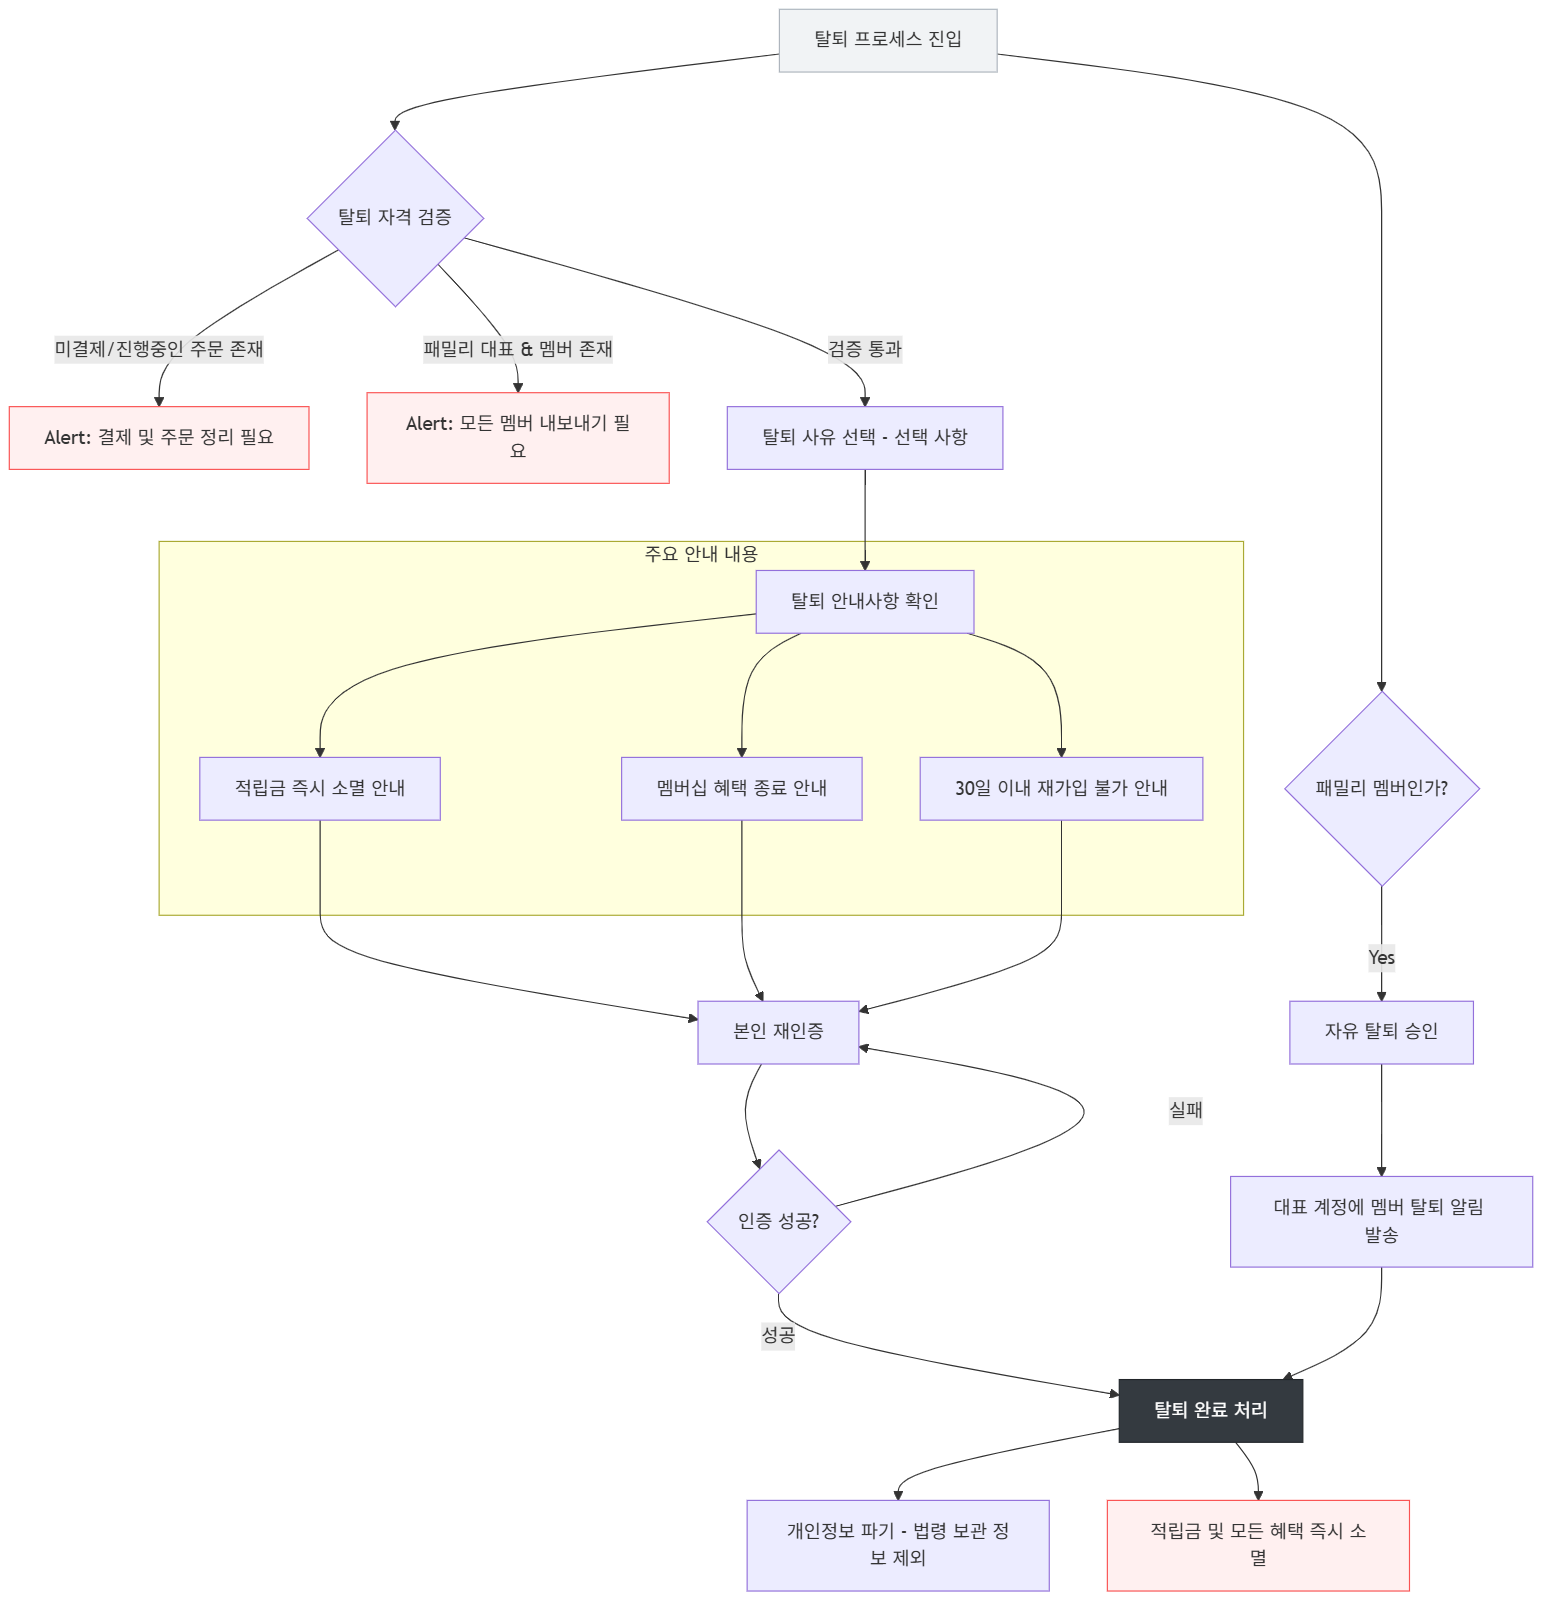 탈퇴 프로세스 진입
탈퇴 자격 검증
미결제/진행중인 주문 존재
패밀리 대표 & 멤버 존재
검증 통과
Alert: 결제 및 주문 정리 필요
Alert: 모든 멤버 내보내기 필
요
탈퇴 사유 선택 - 선택 사항
주요 안내 내용
탈퇴 안내사항 확인
적립금 즉시 소멸 안내
멤버십 혜택 종료 안내
30일 이내 재가입 불가 안내
패밀리 멤버인가?
Yes
본인 재인증
자유 탈퇴 승인
실패
인증 성공?
대표 계정에 멤버 탈퇴 알림
발송
성공
탈퇴 완료 처리
개인정보 파기 - 법령 보관 정
보 제외
적립금 및 모든 혜택 즉시 소
멸